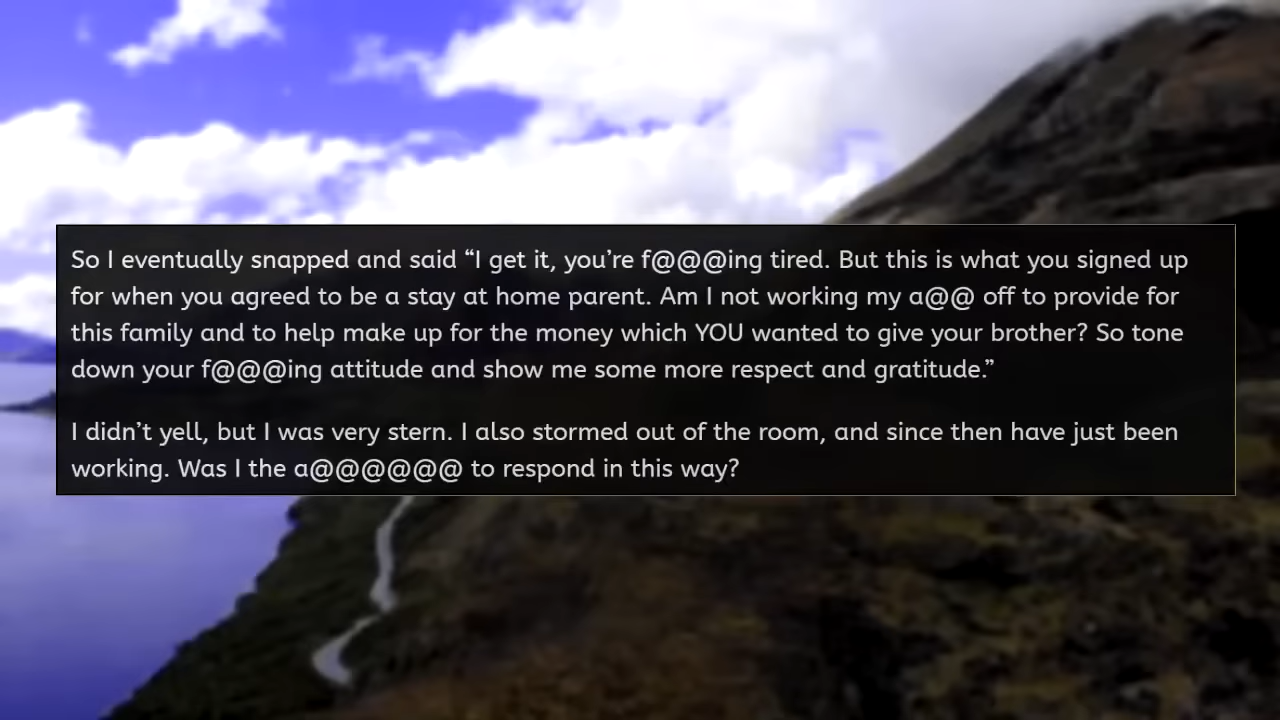 So I eventually snapped and said “I get it, you’re f@@@ing tired. But this is what you signed up
for when you agreed to be a stay at home parent. Am I not working my a@@ off to provide for
this family and to help make up for the money which YOU wanted to give your brother? So tone
down your f@@@ing attitude and show me some more respect and gratitude.”
I didn’t yell, but I was very stern. I also stormed out of the room, and since then have just been
working. Was I the a@@@@@@ to respond in this way?